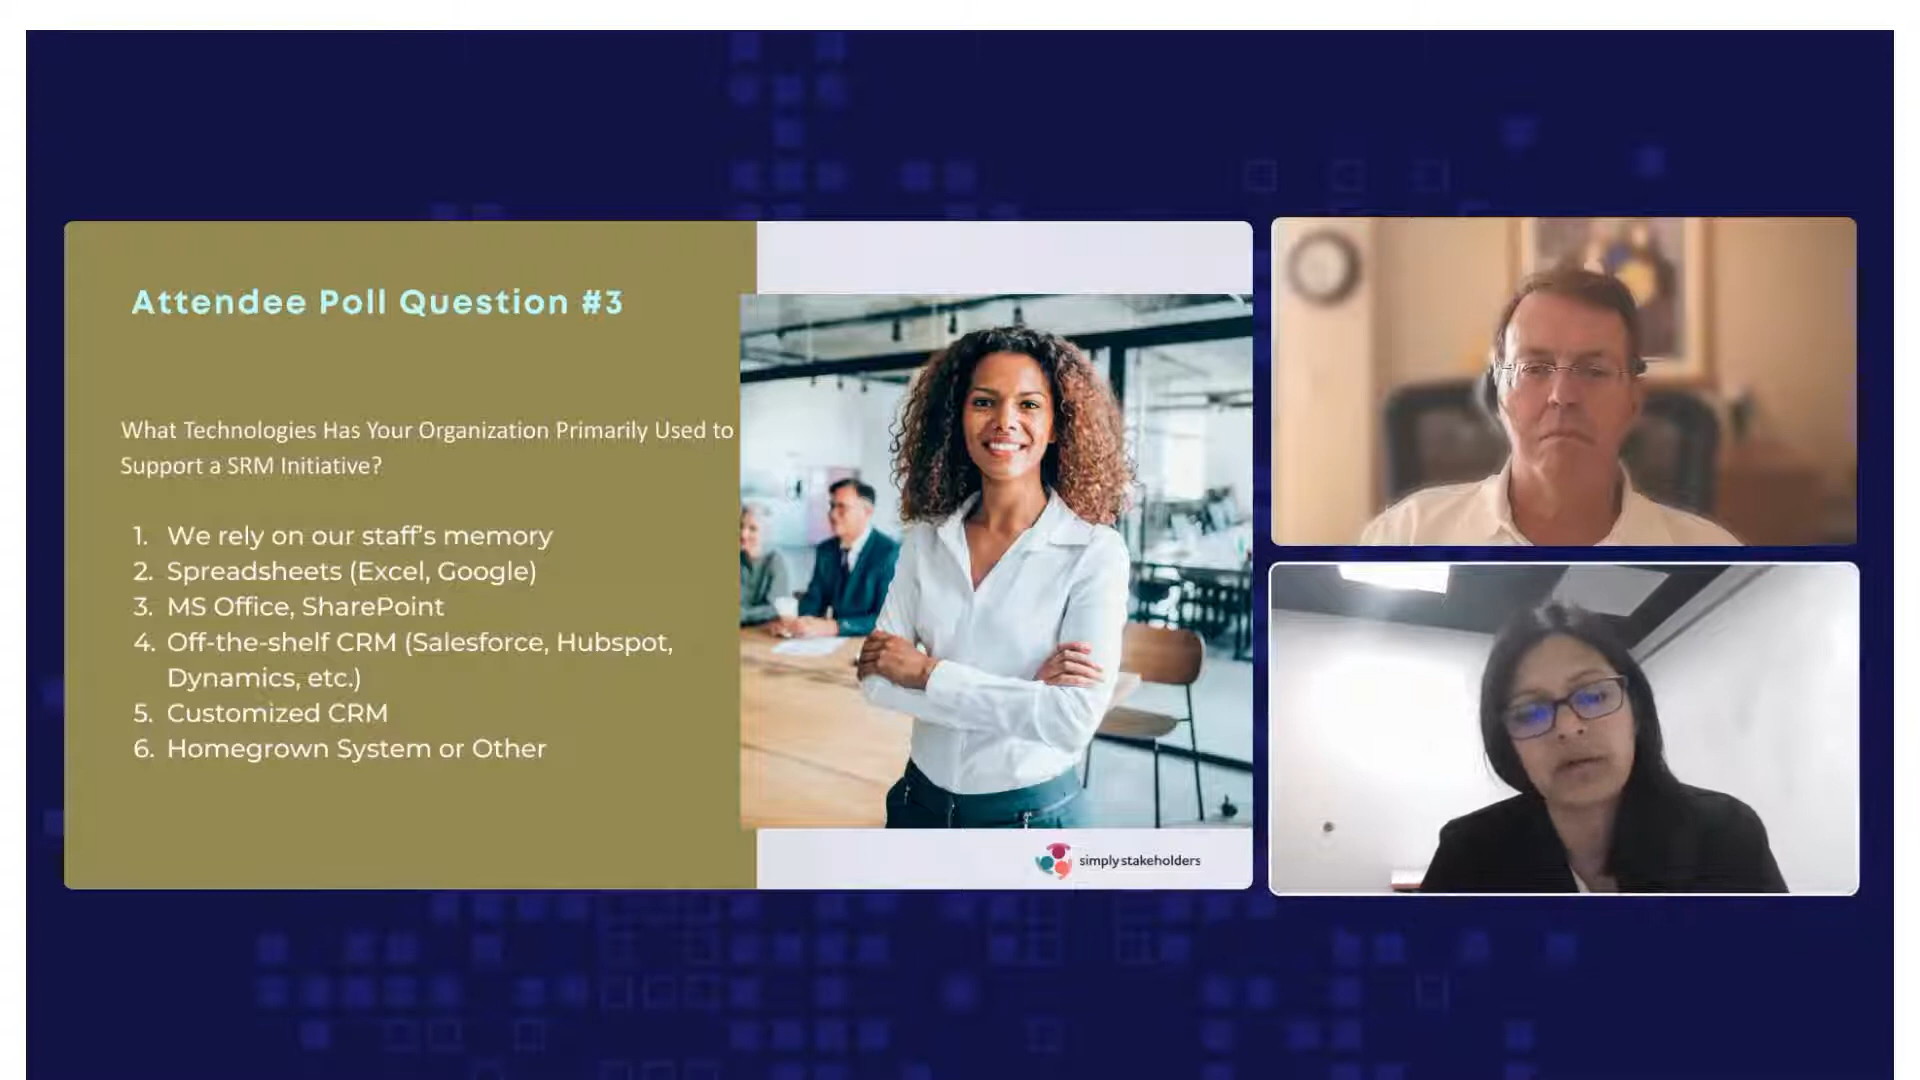 Attendee Poll Question #3
What Technologies Has Your Organization Primarily Used to
Support a SRM Initiative?
1. We rely on our staff's memory
2. Spreadsheets (Excel, Google)
3. MS Office, SharePoint
4. Off-the-shelf CRM (Salesforce, Hubspot,
Dynamics, etc.)
5. Customized CRM
6. Homegrown System or Other
simply stakeholders